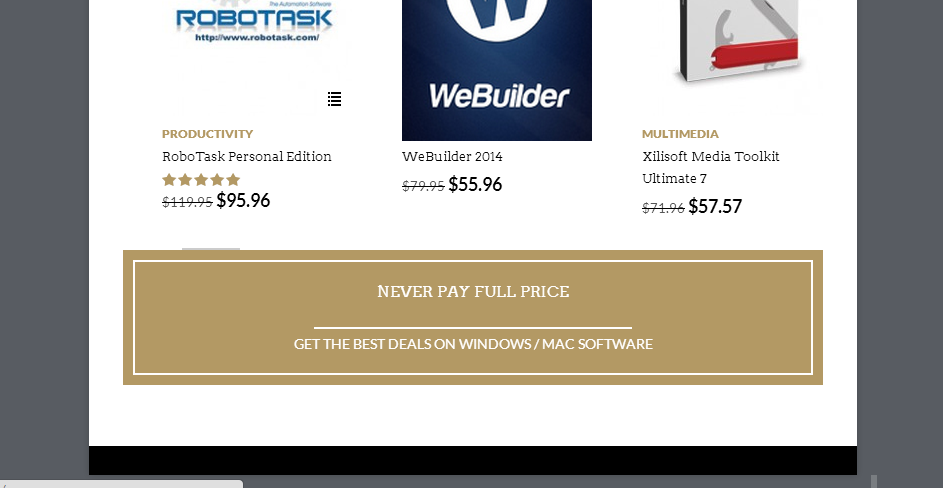 The Automation Software
ROBOTASK
http://www.robotask.com/
WeBuilder
PRODUCTIVITY
RoboTask Personal Edition
$119.95 $95.96
WeBuilder 2014
$79.95 $55.96
MULTIMEDIA
Xilisoft Media Toolkit
Ultimate 7
$71.96 $57.57
NEVER PAY FULL PRICE
GET THE BEST DEALS ON WINDOWS / MAC SOFTWARE